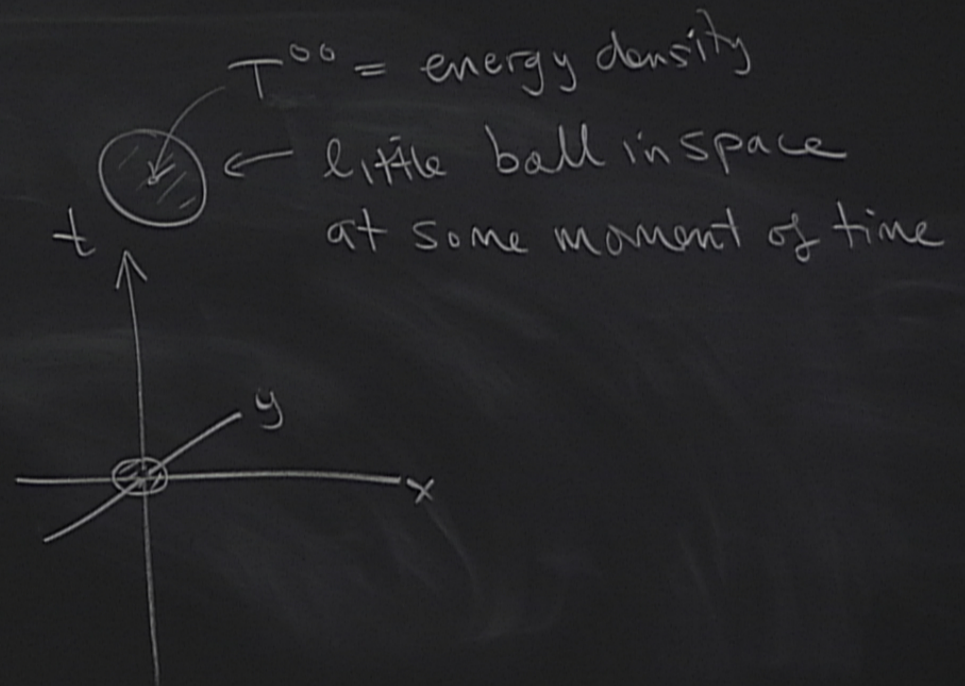 T⁰⁰ = energy density
little ball in space
at some moment of time
t
y
x